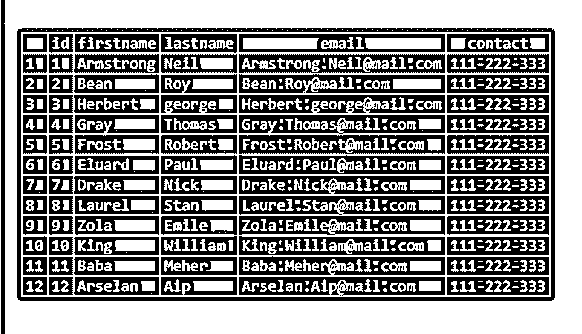 id firstname lastname email contact
1 1 Armstrong Neil Armstrong.Neil@mail.com 111-222-333
2 2 Bean Roy Bean.Roy@mail.com 111-222-333
3 3 Herbert george Herbert.george@mail.com 111-222-333
4 4 Gray Thomas Gray.Thomas@mail.com 111-222-333
5 5 Frost Robert Frost.Robert@mail.com 111-222-333
6 6 Eluard Paul Eluard.Paul@mail.com 111-222-333
7 7 Drake Nick Drake.Nick@mail.com 111-222-333
8 8 Laurel Stan Laurel.Stan@mail.com 111-222-333
9 9 Zola Emile Zola.Emile@mail.com 111-222-333
10 10 King William King.William@mail.com 111-222-333
11 11 Baba Meher Baba.Meher@mail.com 111-222-333
12 12 Arselan Aip Arselan.Aip@mail.com 111-222-333